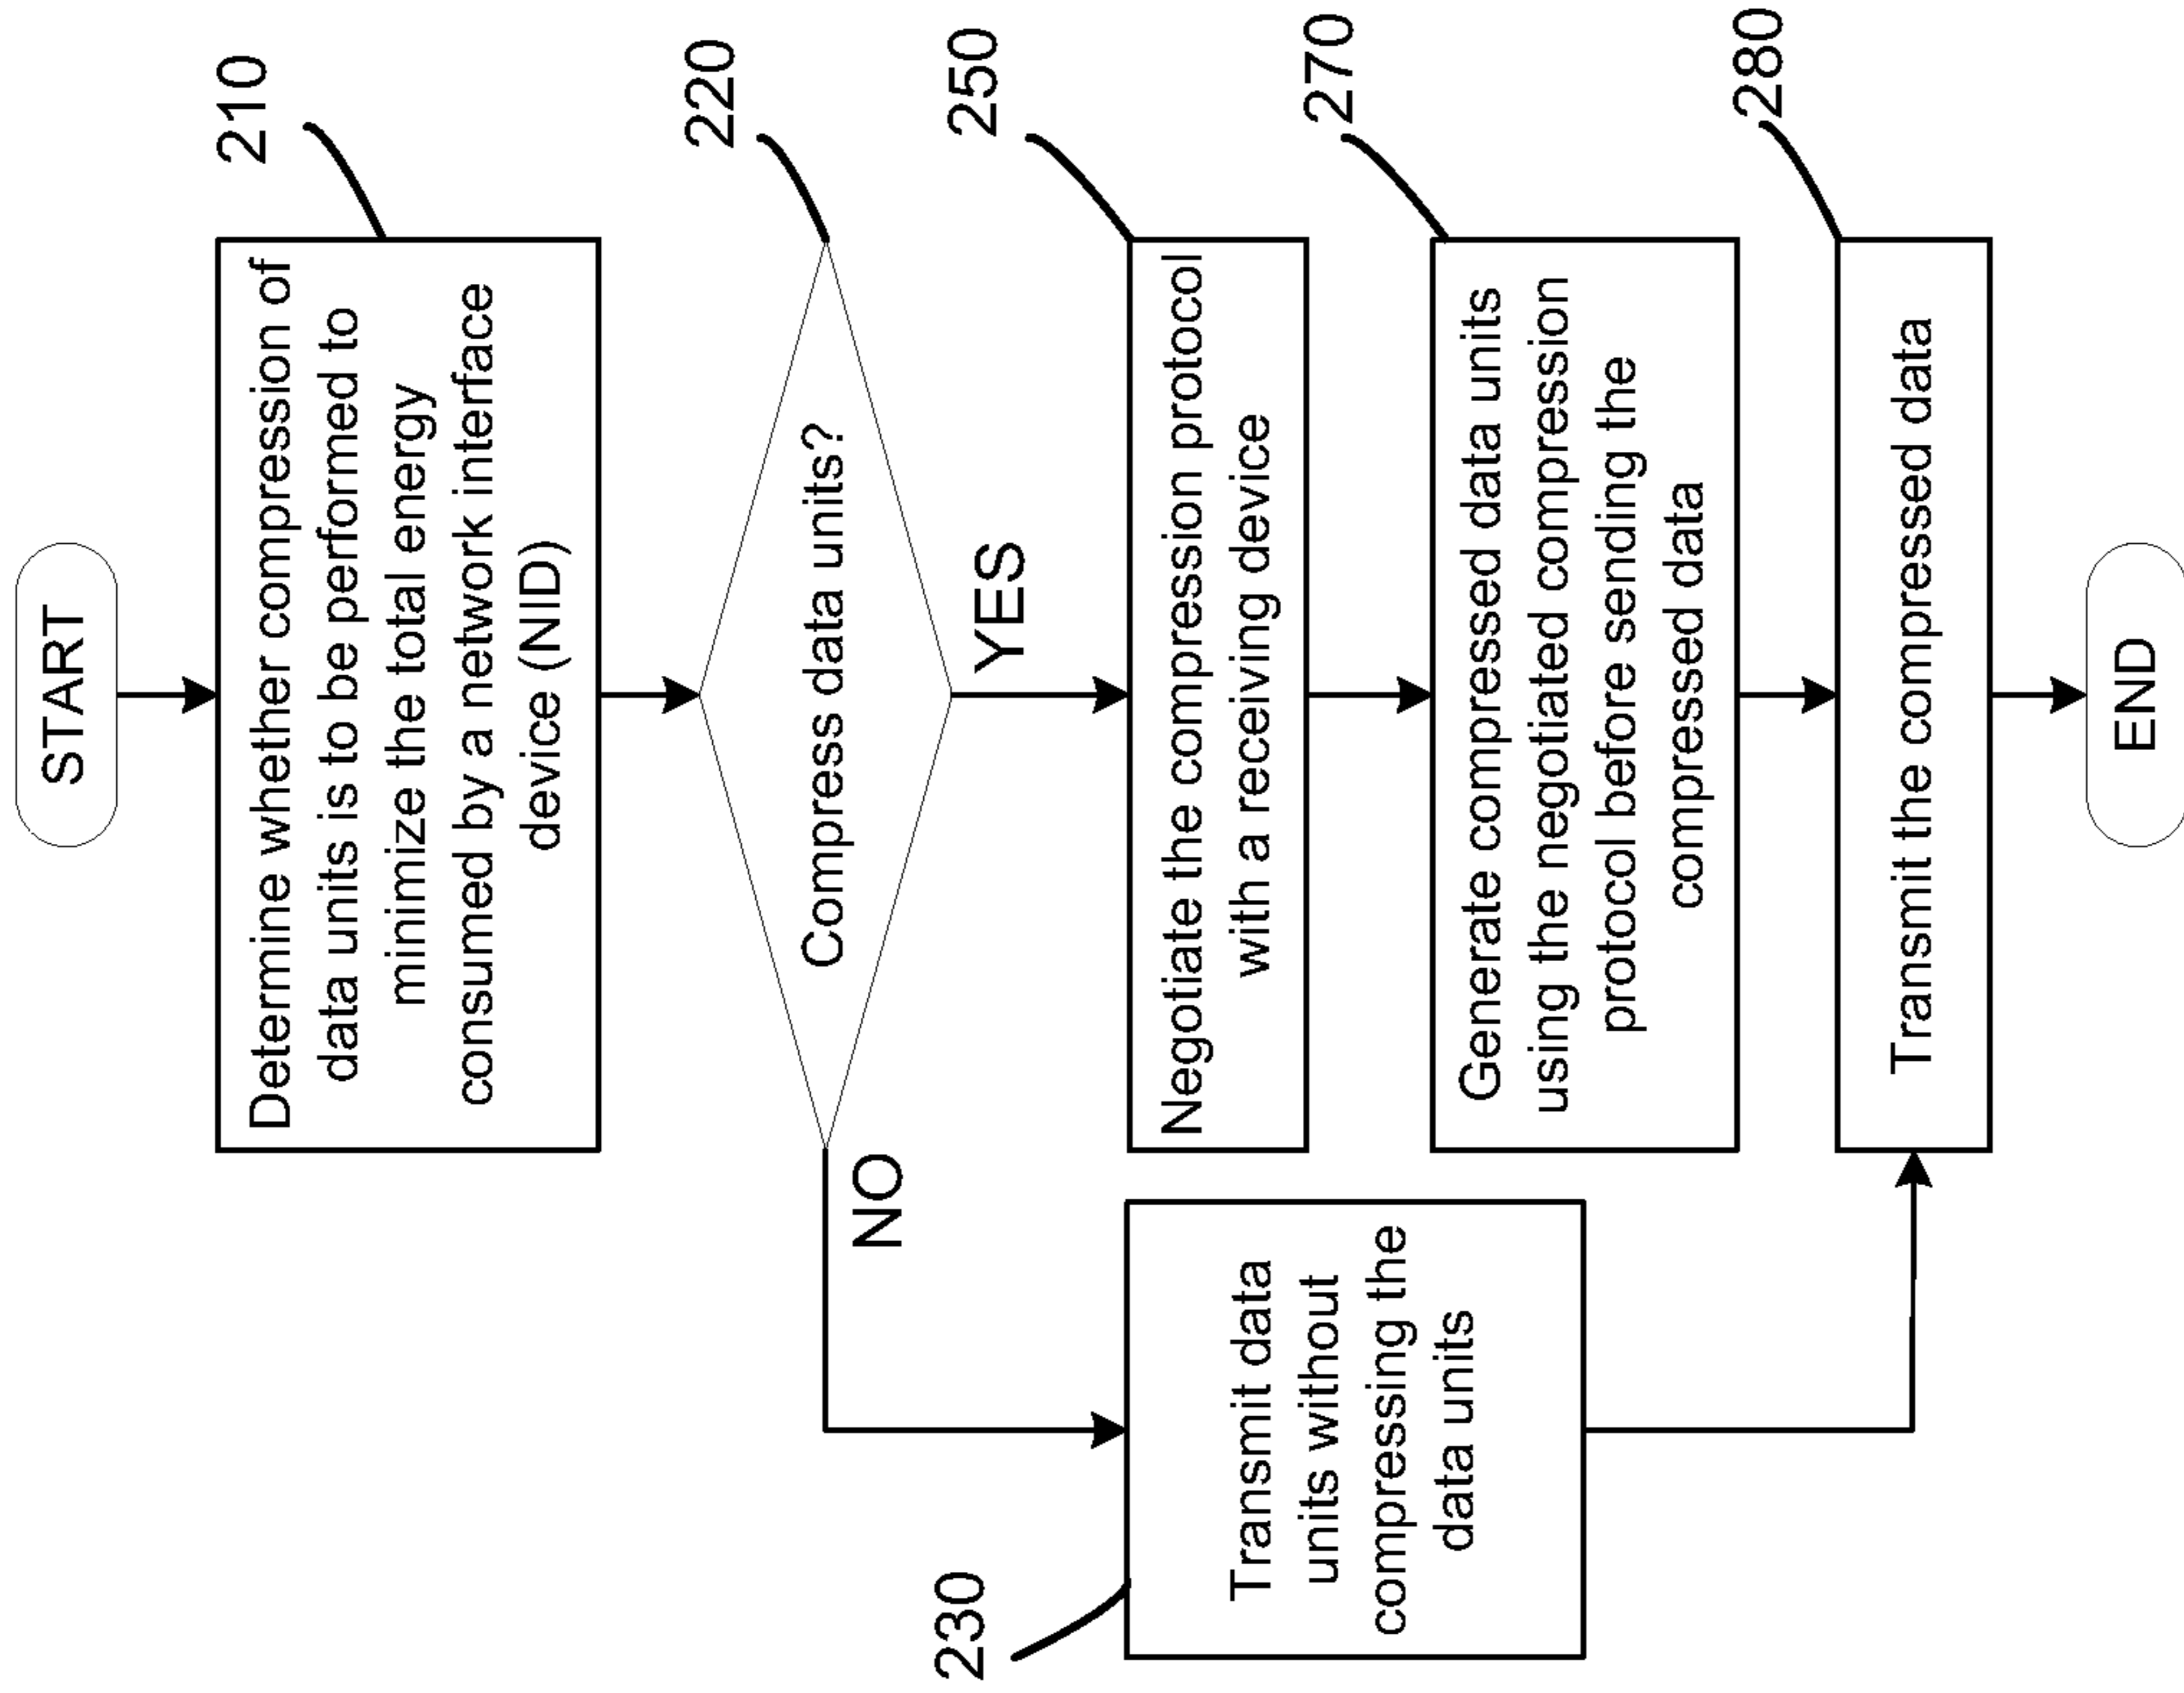 START
210
Determine whether compression of
data units is to be performed to
minimize the total energy
consumed by a network interface
device (NID)
220
Compress data units?
NO
YES
230
Transmit data
units without
compressing the
data units
250
Negotiate the compression protocol
with a receiving device
270
Generate compressed data units
using the negotiated compression
protocol before sending the
compressed data
280
Transmit the compressed data
END